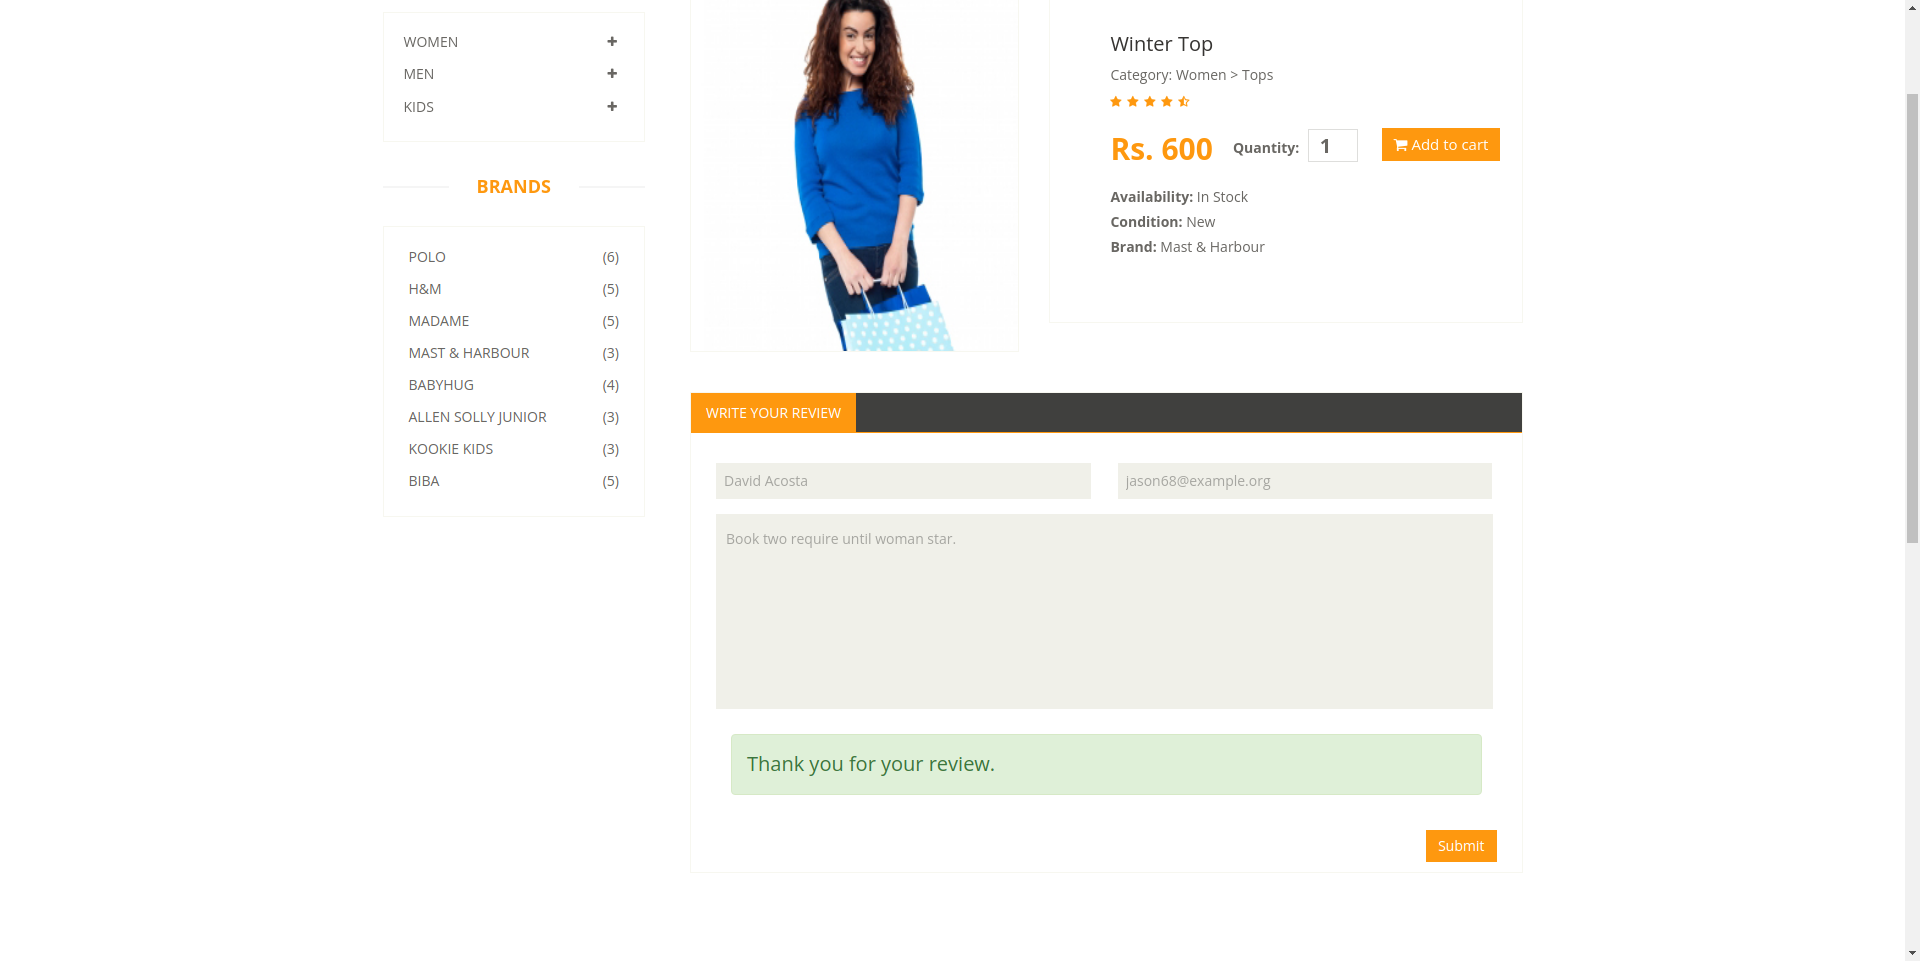 WOMEN
MEN
KIDS
BRANDS
POLO (6)
H&M (5)
MADAME (5)
MAST & HARBOUR (3)
BABYHUG (4)
ALLEN SOLLY JUNIOR (3)
KOOKIE KIDS (3)
BIBA (5)
Winter Top
Category: Women > Tops
Rs. 600 Quantity: 1 Add to cart
Availability: In Stock
Condition: New
Brand: Mast & Harbour
WRITE YOUR REVIEW
David Acosta jason68@example.org
Book two require until woman star.
Thank you for your review.
Submit